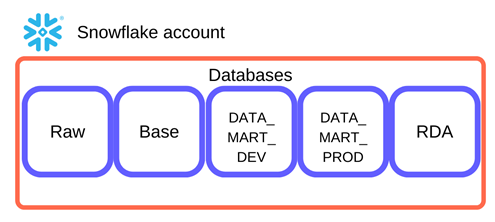 Snowflake account
Databases
Raw
Base
DATA_
MART_
DEV
DATA_
MART_
PROD
RDA